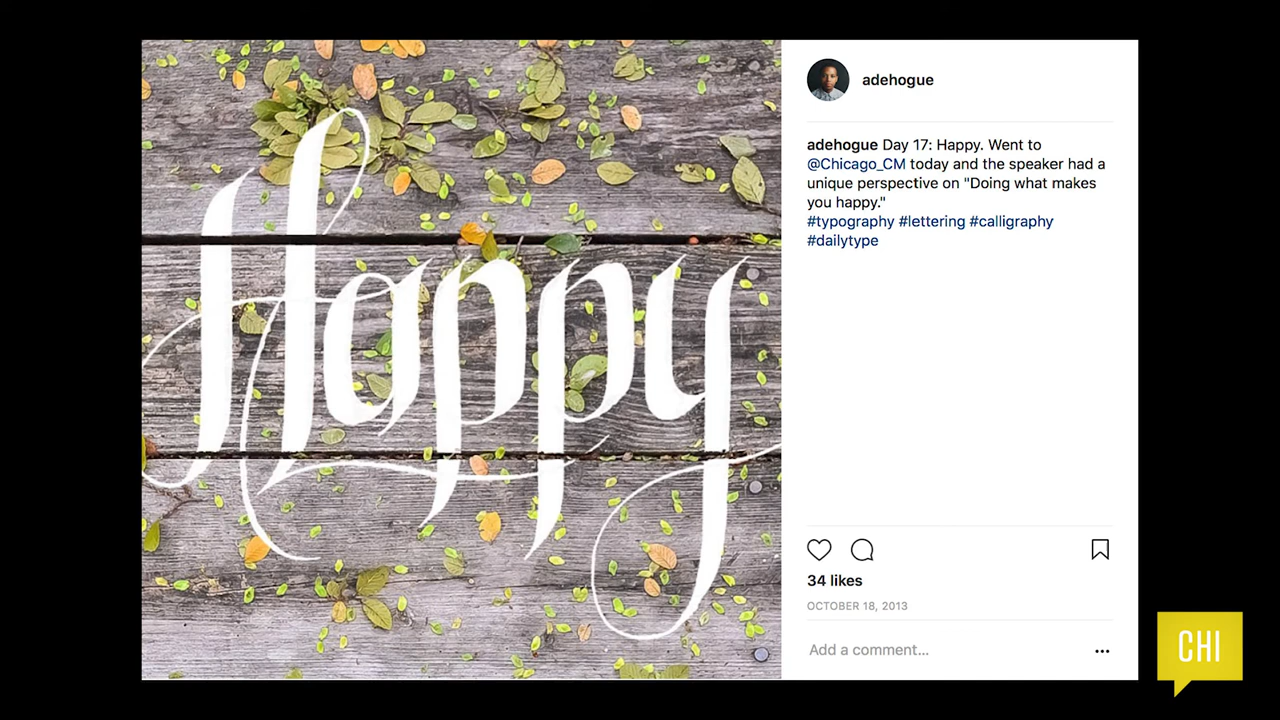 Happy
adehogue
adehogue Day 17: Happy. Went to
@Chicago_CM today and the speaker had a
unique perspective on "Doing what makes
you happy."
#typography #lettering #calligraphy
#dailytype
34 likes
OCTOBER 18, 2013
Add a comment...
CHI